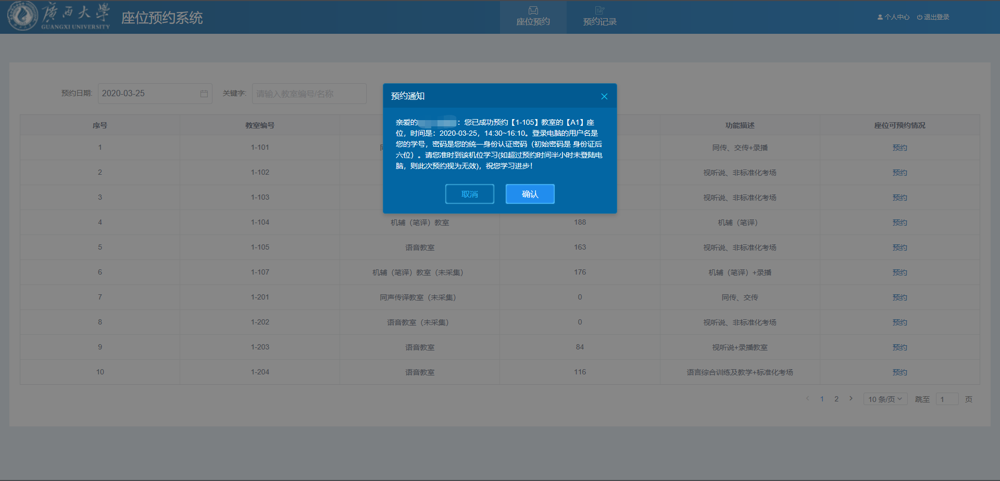 廣西大學
GUANGXI UNIVERSITY
座位预约系统
座位预约
预约记录
个人中心
退出登录
预约日期: 2020-03-25
关键字: 请输入教室编号/名称
预约通知
亲爱的 ：您已成功预约【1-105】教室的【A1】座
位，时间是：2020-03-25，14:30~16:10。登录电脑的用户名是
您的学号，密码是您的统一身份认证密码（初始密码是 身份证后
六位）。请您准时到该机位学习(如超过预约时间半小时未登陆电
脑，则此次预约视为无效)，祝您学习进步！
取消
确认
序号 教室编号 功能描述 座位可预约情况
1 1-101 同传、交传+录播 预约
2 1-102 视听说、非标准化考场 预约
3 1-103 视听说、非标准化考场 预约
4 1-104 机辅（笔译）教室 188 机辅（笔译） 预约
5 1-105 语音教室 163 视听说、非标准化考场 预约
6 1-107 机辅（笔译）教室（未采集） 176 机辅（笔译）+录播 预约
7 1-201 同声传译教室（未采集） 0 同传、交传 预约
8 1-202 语音教室（未采集） 0 视听说、非标准化考场 预约
9 1-203 语音教室 84 视听说+录播教室 预约
10 1-204 语音教室 116 语言综合训练及教学+标准化考场 预约
1 2 10 条/页 跳至 1 页